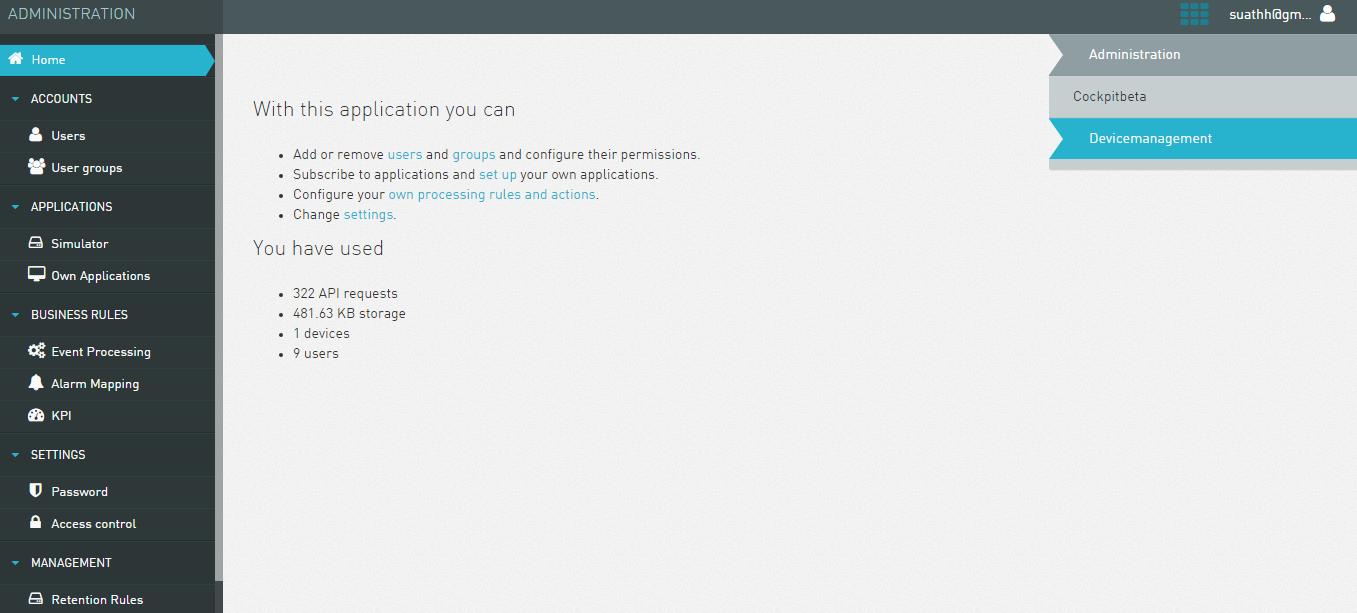 ADMINISTRATION
suathh@gm...
Home
ACCOUNTS
Users
User groups
APPLICATIONS
Simulator
Own Applications
BUSINESS RULES
Event Processing
Alarm Mapping
KPI
SETTINGS
Password
Access control
MANAGEMENT
Retention Rules
With this application you can
Add or remove users and groups and configure their permissions.
Subscribe to applications and set up your own applications.
Configure your own processing rules and actions.
Change settings.
You have used
322 API requests
481.63 KB storage
1 devices
9 users
Administration
Cockpitbeta
Devicemanagement